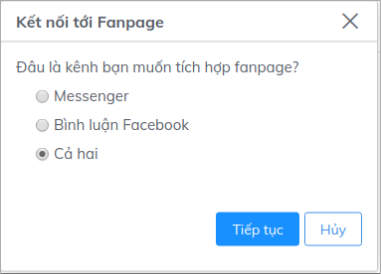 Kết nối tới Fanpage
Đâu là kênh bạn muốn tích hợp fanpage?
Messenger
Bình luận Facebook
Cả hai
Tiếp tục Hủy